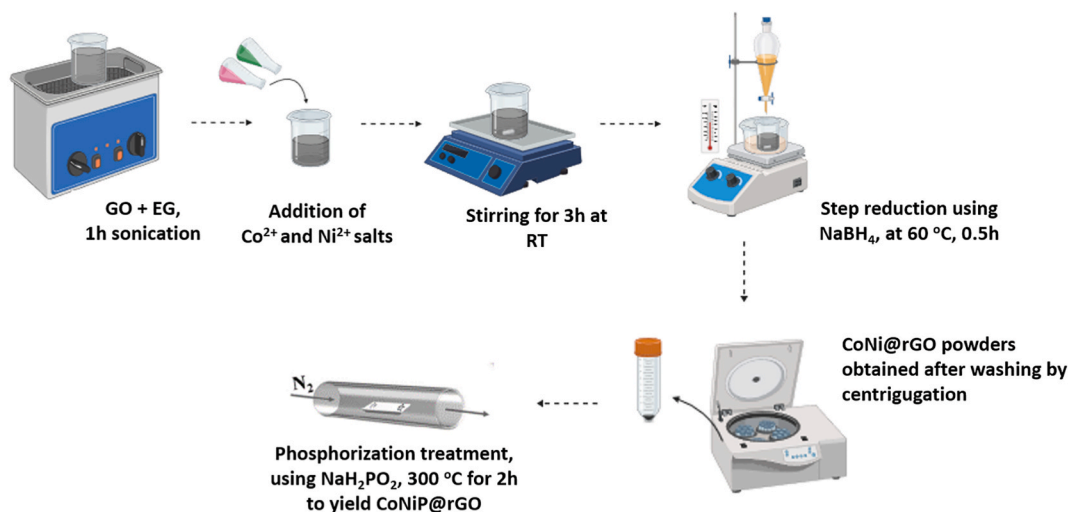 GO + EG,
1h sonication
Addition of
Co²⁺ and Ni²⁺ salts
Stirring for 3h at
RT
Step reduction using
NaBH₄, at 60 °C, 0.5h
CoNi@rGO powders
obtained after washing by
centrigugation
N₂
Phosphorization treatment,
using NaH₂PO₂, 300 °C for 2h
to yield CoNiP@rGO